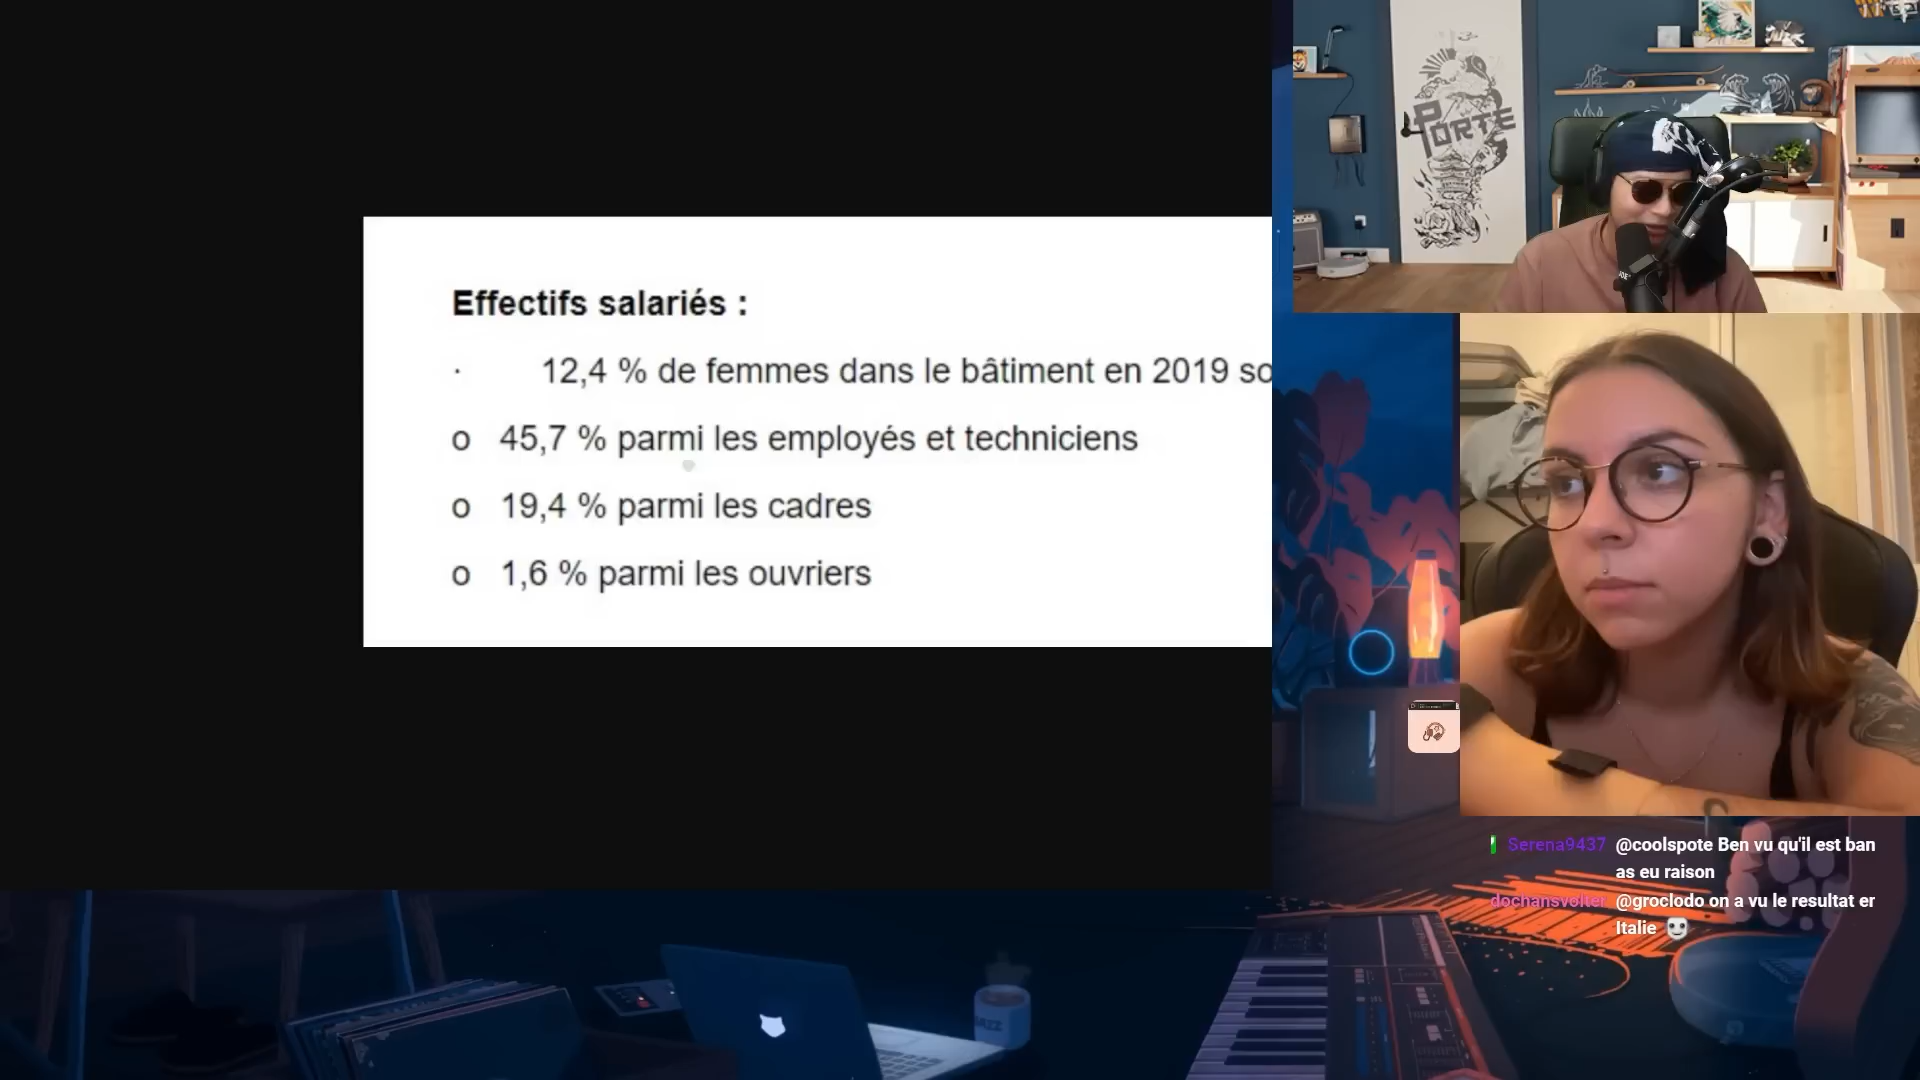 Effectifs salariés :
· 12,4 % de femmes dans le bâtiment en 2019 so
o 45,7 % parmi les employés et techniciens
o 19,4 % parmi les cadres
o 1,6 % parmi les ouvriers
PORTE
Serena9437 @coolspote Ben vu qu'il est ban
as eu raison
dochansvolter @groclodo on a vu le resultat er
Italie